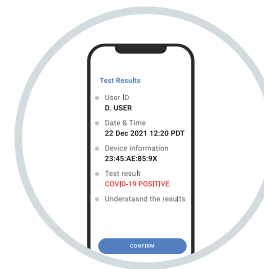 Test Results
User ID
D. USER
Date & Time
22 Dec 2021 12:20 PDT
Device information
23:45:AE:85:9X
Test result
COVID-19 POSITIVE
Understasnd the results
CONFIRM